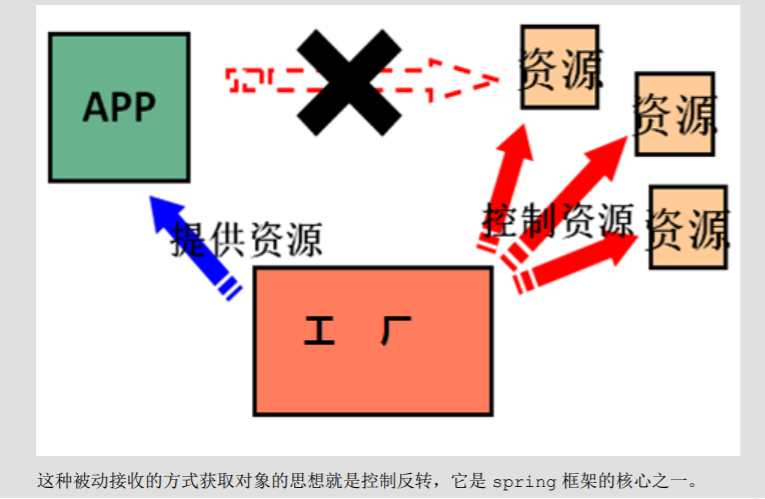 APP
资源
资源
资源
提供资源
控制资源
工 厂
这种被动接收的方式获取对象的思想就是控制反转，它是 spring 框架的核心之一。